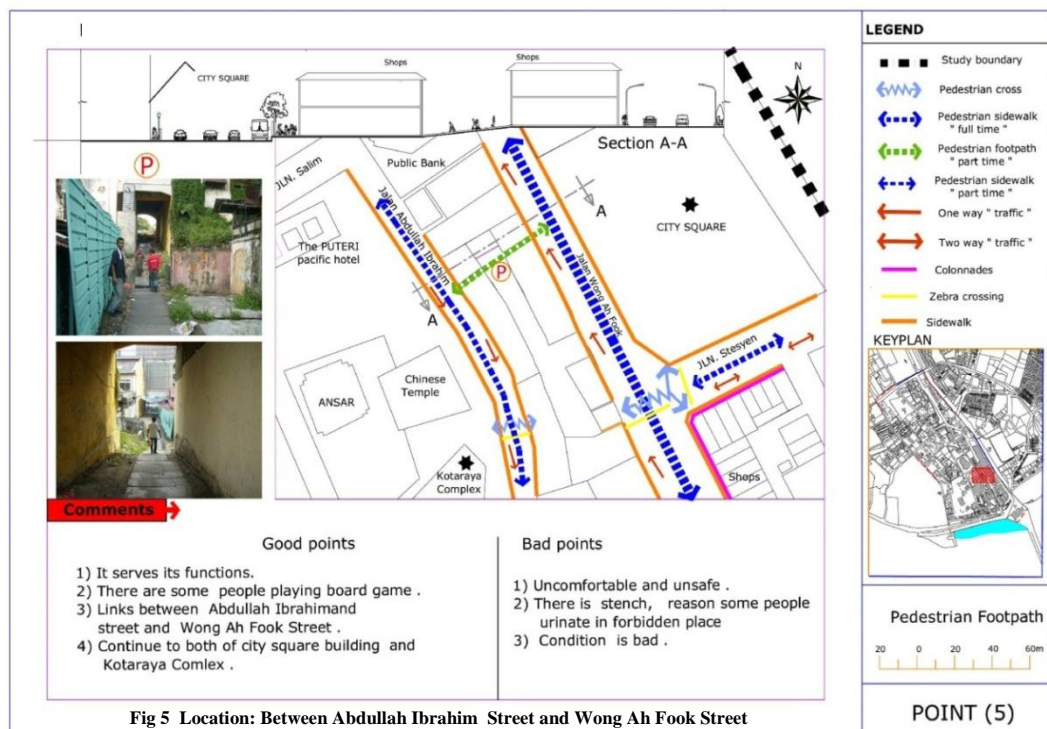 CITY SQUARE
Shops
Shops
N
Section A-A
P
JLN. Salim
Public Bank
Jalan Abdullah Ibrahim
The PUTERI
pacific hotel
P
A
A
CITY SQUARE
Jalan Wong Ah Fook
JLN. Stesyen
ANSAR
Chinese
Temple
Kotaraya
Complex
Shops
Comments
Good points
1) It serves its functions.
2) There are some people playing board game .
3) Links between Abdullah Ibrahimand
street and Wong Ah Fook Street .
4) Continue to both of city square building and
Kotaraya Comlex .
Bad points
1) Uncomfortable and unsafe .
2) There is stench, reason some people
urinate in forbidden place
3) Condition is bad .
Fig 5 Location: Between Abdullah Ibrahim Street and Wong Ah Fook Street
LEGEND
Study boundary
Pedestrian cross
Pedestrian sidewalk
" full time "
Pedestrian footpath
" part time "
Pedestrian sidewalk
" part time "
One way " traffic "
Two way " traffic "
Colonnades
Zebra crossing
Sidewalk
KEYPLAN
Pedestrian Footpath
20 0 20 40 60m
POINT (5)